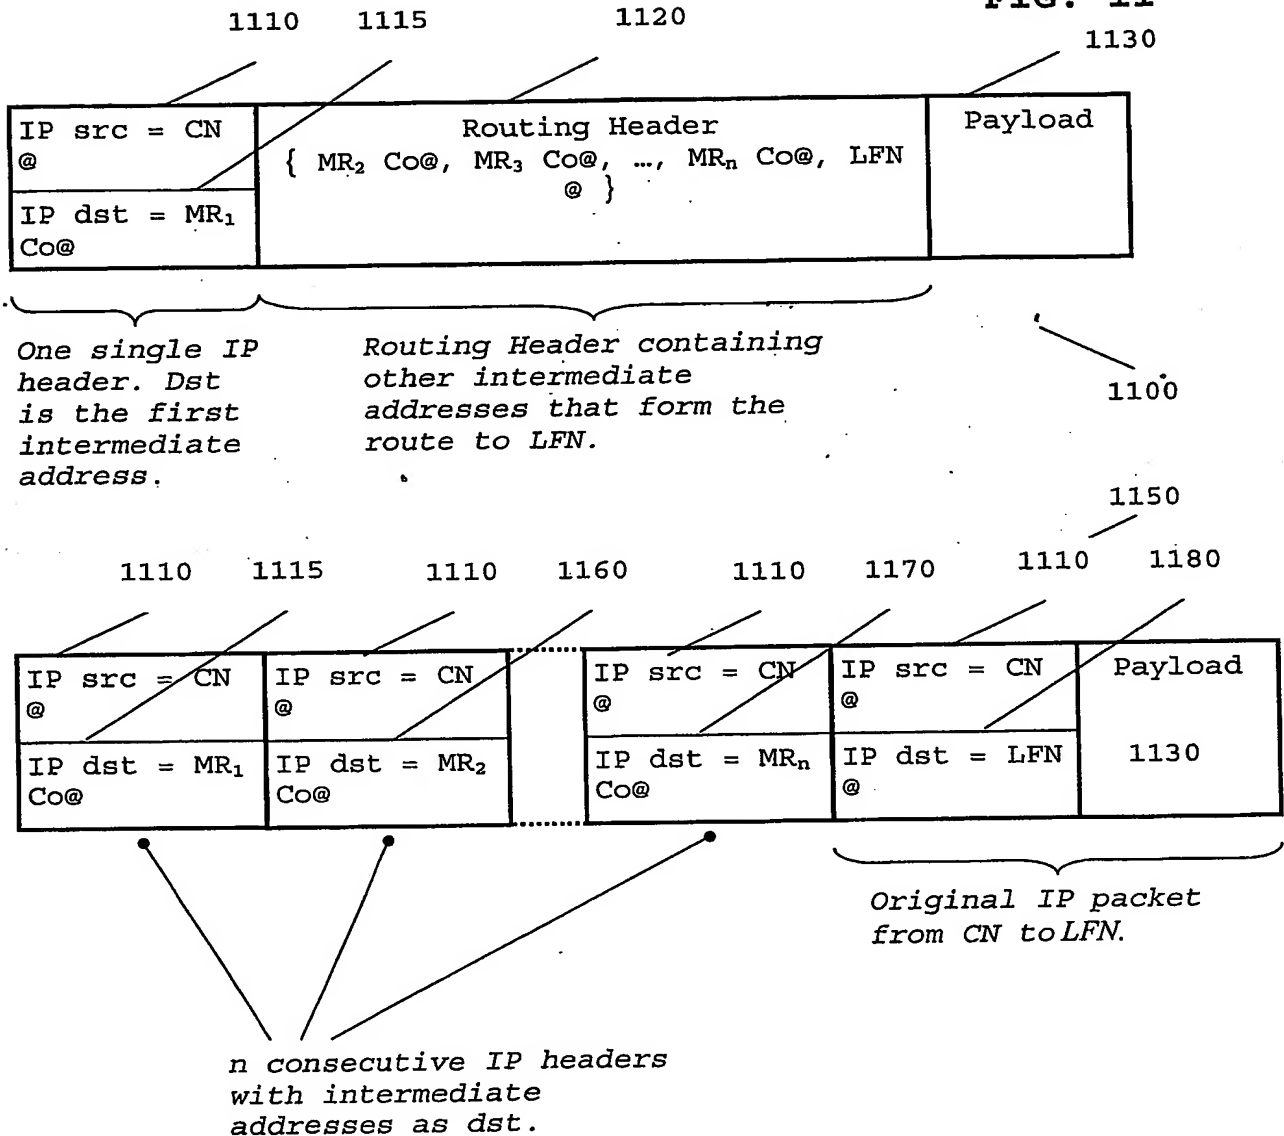 FIG. 11
1110 1115 1120
1130
IP src = CN
@
IP dst = MR1
Co@
Routing Header
{ MR2 Co@, MR3 Co@, …, MRn Co@, LFN
@ }
Payload
One single IP
header. Dst
is the first
intermediate
address.
Routing Header containing
other intermediate
addresses that form the
route to LFN.
1100
1150
1110 1115 1110 1160 1110 1170 1110 1180
IP src = CN
@
IP dst = MR1
Co@
IP src = CN
@
IP dst = MR2
Co@
IP src = CN
@
IP dst = MRn
Co@
IP src = CN
@
IP dst = LFN
@
Payload
1130
Original IP packet
from CN to LFN.
n consecutive IP headers
with intermediate
addresses as dst.